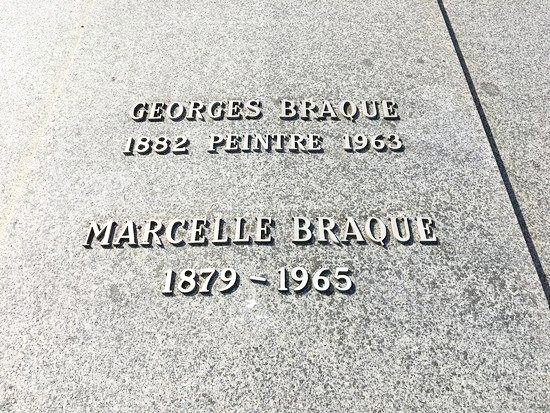 GEORGES BRAQUE
1882 PEINTRE 1963
MARCELLE BRAQUE
1879 - 1965